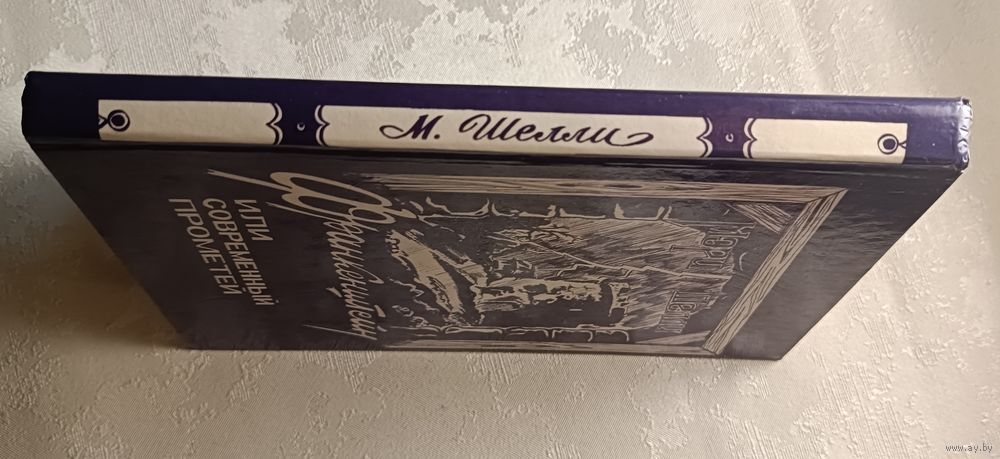 М. Шелли
Франкенштейн
ИЛИ
СОВРЕМЕННЫЙ
ПРОМЕТЕЙ
www.ay.by